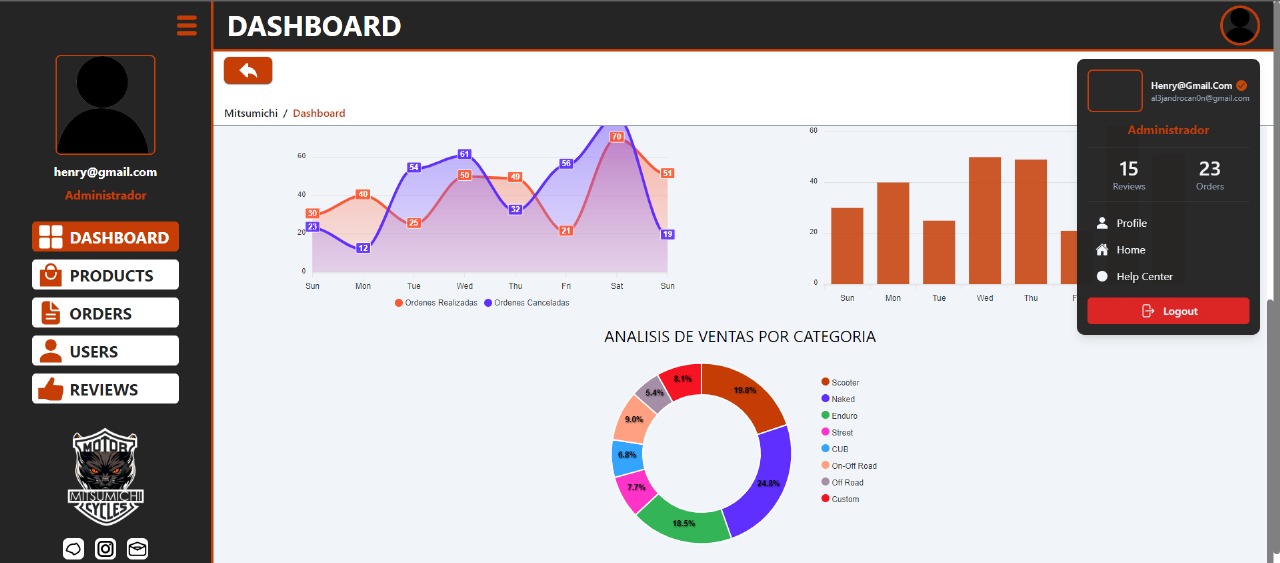 DASHBOARD
henry@gmail.com
Administrador
DASHBOARD
PRODUCTS
ORDERS
USERS
REVIEWS
MOTOR
MITSUMICHI
CYCLES
Mitsumichi / Dashboard
60
40
20
0
30
40
25
50
49
21
70
51
23
12
54
61
32
56
19
Sun Mon Tue Wed Thu Fri Sat Sun
Ordenes Realizadas Ordenes Canceladas
60
40
20
0
Sun Mon Tue Wed Thu F
Henry@Gmail.Com
al3jandrocan0n@gmail.com
Administrador
15 23
Reviews Orders
Profile
Home
Help Center
Logout
ANALISIS DE VENTAS POR CATEGORIA
19.8%
24.8%
18.5%
7.7%
6.8%
9.0%
5.4%
8.1%
Scooter
Naked
Enduro
Street
CUB
On-Off Road
Off Road
Custom